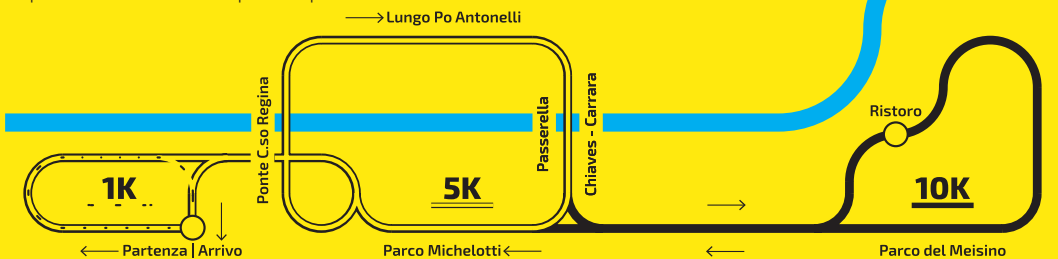 Lungo Po Antonelli
Ponte C.so Regina
Passerella
Chiaves - Carrara
Ristoro
1K
5K
10K
Partenza | Arrivo
Parco Michelotti
Parco del Meisino